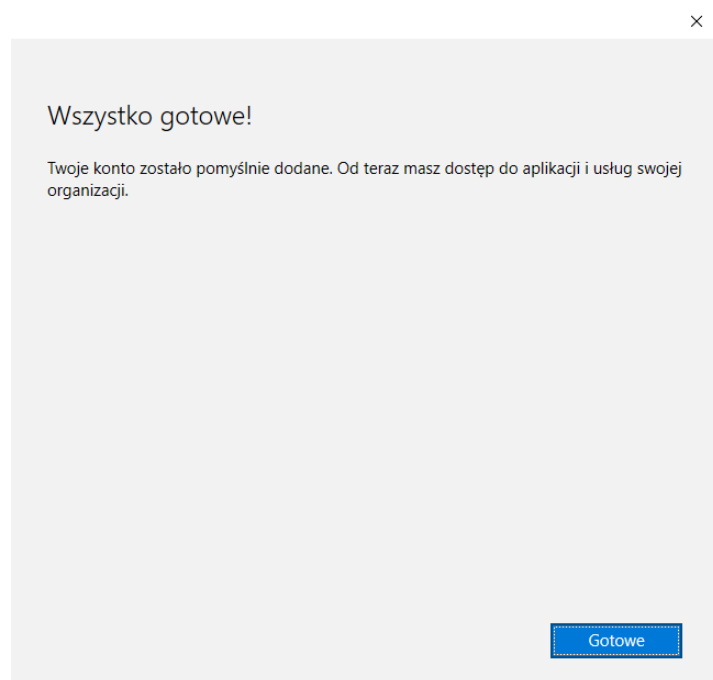 Wszystko gotowe!
Twoje konto zostało pomyślnie dodane. Od teraz masz dostęp do aplikacji i usług swojej
organizacji.
Gotowe